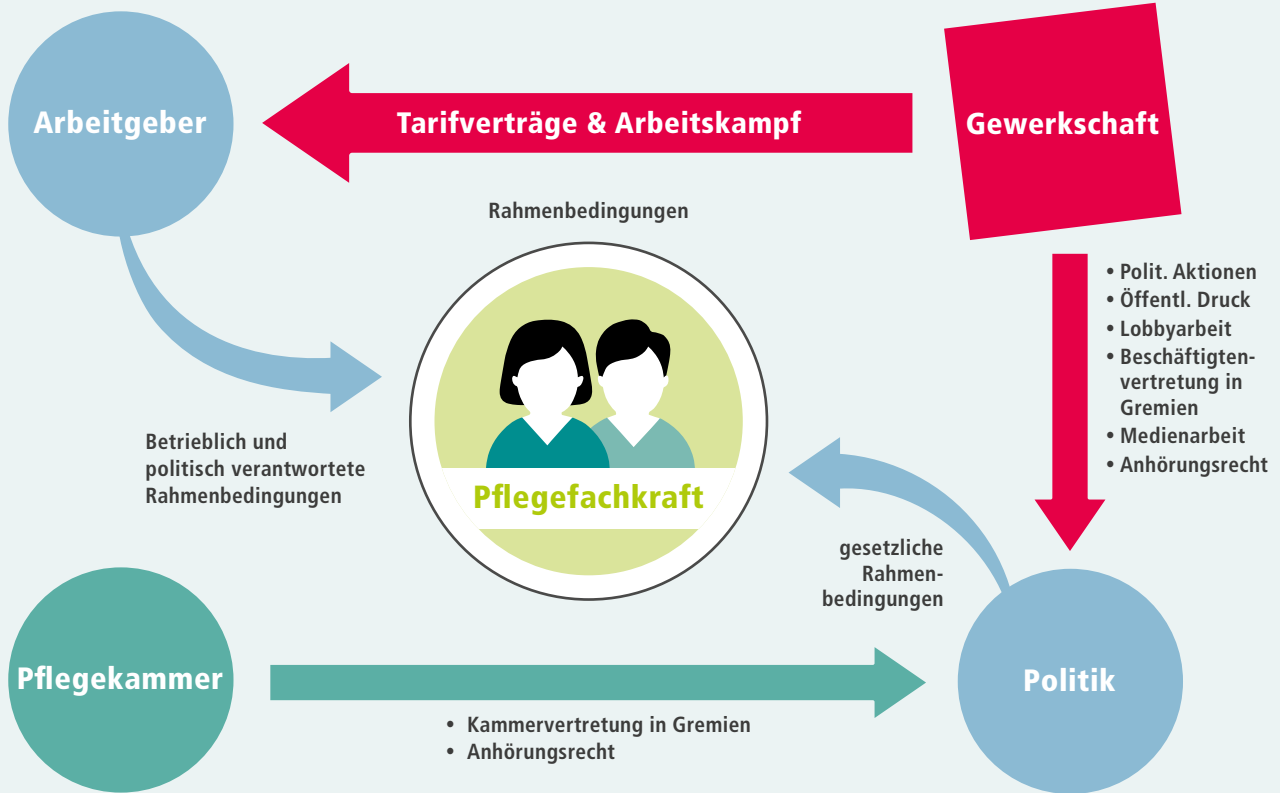 Arbeitgeber
Tarifverträge & Arbeitskampf
Gewerkschaft
Rahmenbedingungen
• Polit. Aktionen
• Öffentl. Druck
• Lobbyarbeit
• Beschäftigten-
vertretung in
Gremien
• Medienarbeit
• Anhörungsrecht
Betrieblich und
politisch verantwortete
Rahmenbedingungen
Pflegefachkraft
gesetzliche
Rahmen-
bedingungen
Pflegekammer
Politik
• Kammervertretung in Gremien
• Anhörungsrecht